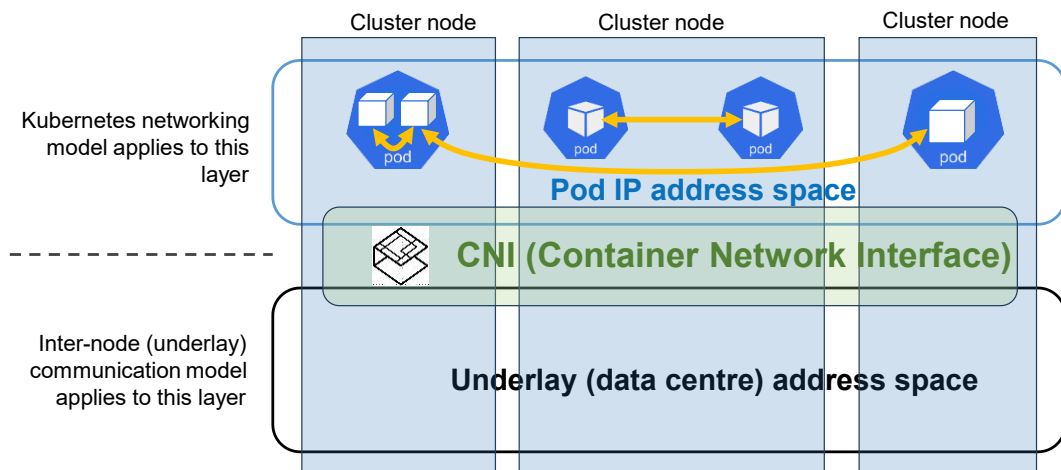 Cluster node
Cluster node
Cluster node
Kubernetes networking
model applies to this
layer
pod
pod
pod
pod
Pod IP address space
CNI (Container Network Interface)
Inter-node (underlay)
communication model
applies to this layer
Underlay (data centre) address space